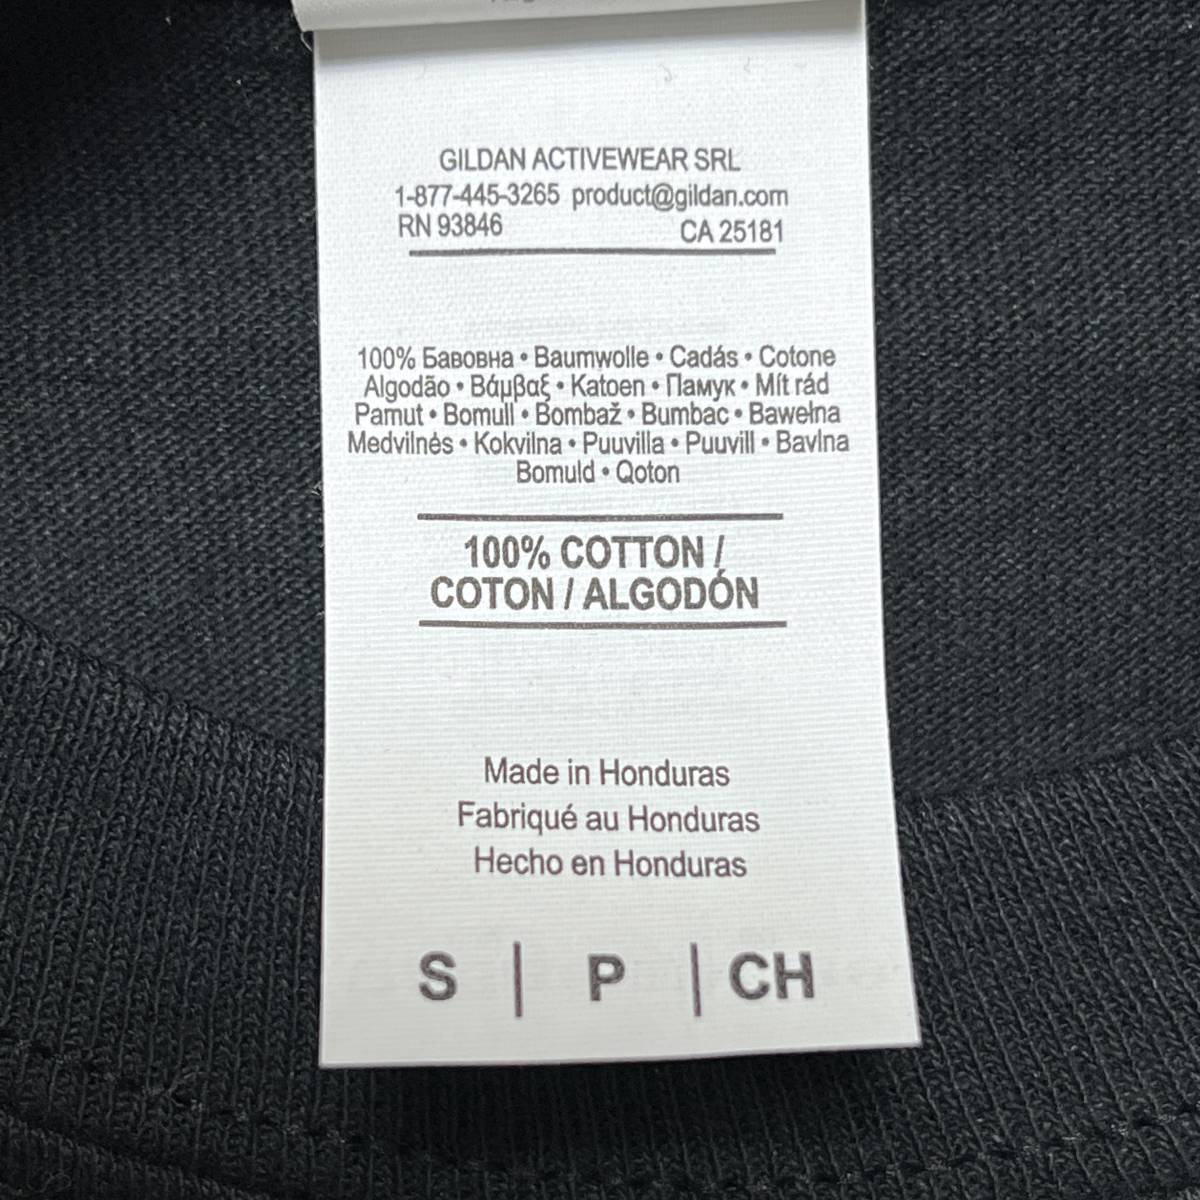 GILDAN ACTIVEWEAR SRL
1-877-445-3265 product@gildan.com
RN 93846 CA 25181
100% Бавовна • Baumwolle • Cadás • Cotone
Algodão • Βάμβαξ • Katoen • Памук • Mít rád
Pamut • Bomull • Bombaž • Bumbac • Bawełna
Medvilnės • Kokvilna • Puuvilla • Puuvill • Bavlna
Bomuld • Qoton
100% COTTON /
COTON / ALGODÓN
Made in Honduras
Fabriqué au Honduras
Hecho en Honduras
S | P | CH